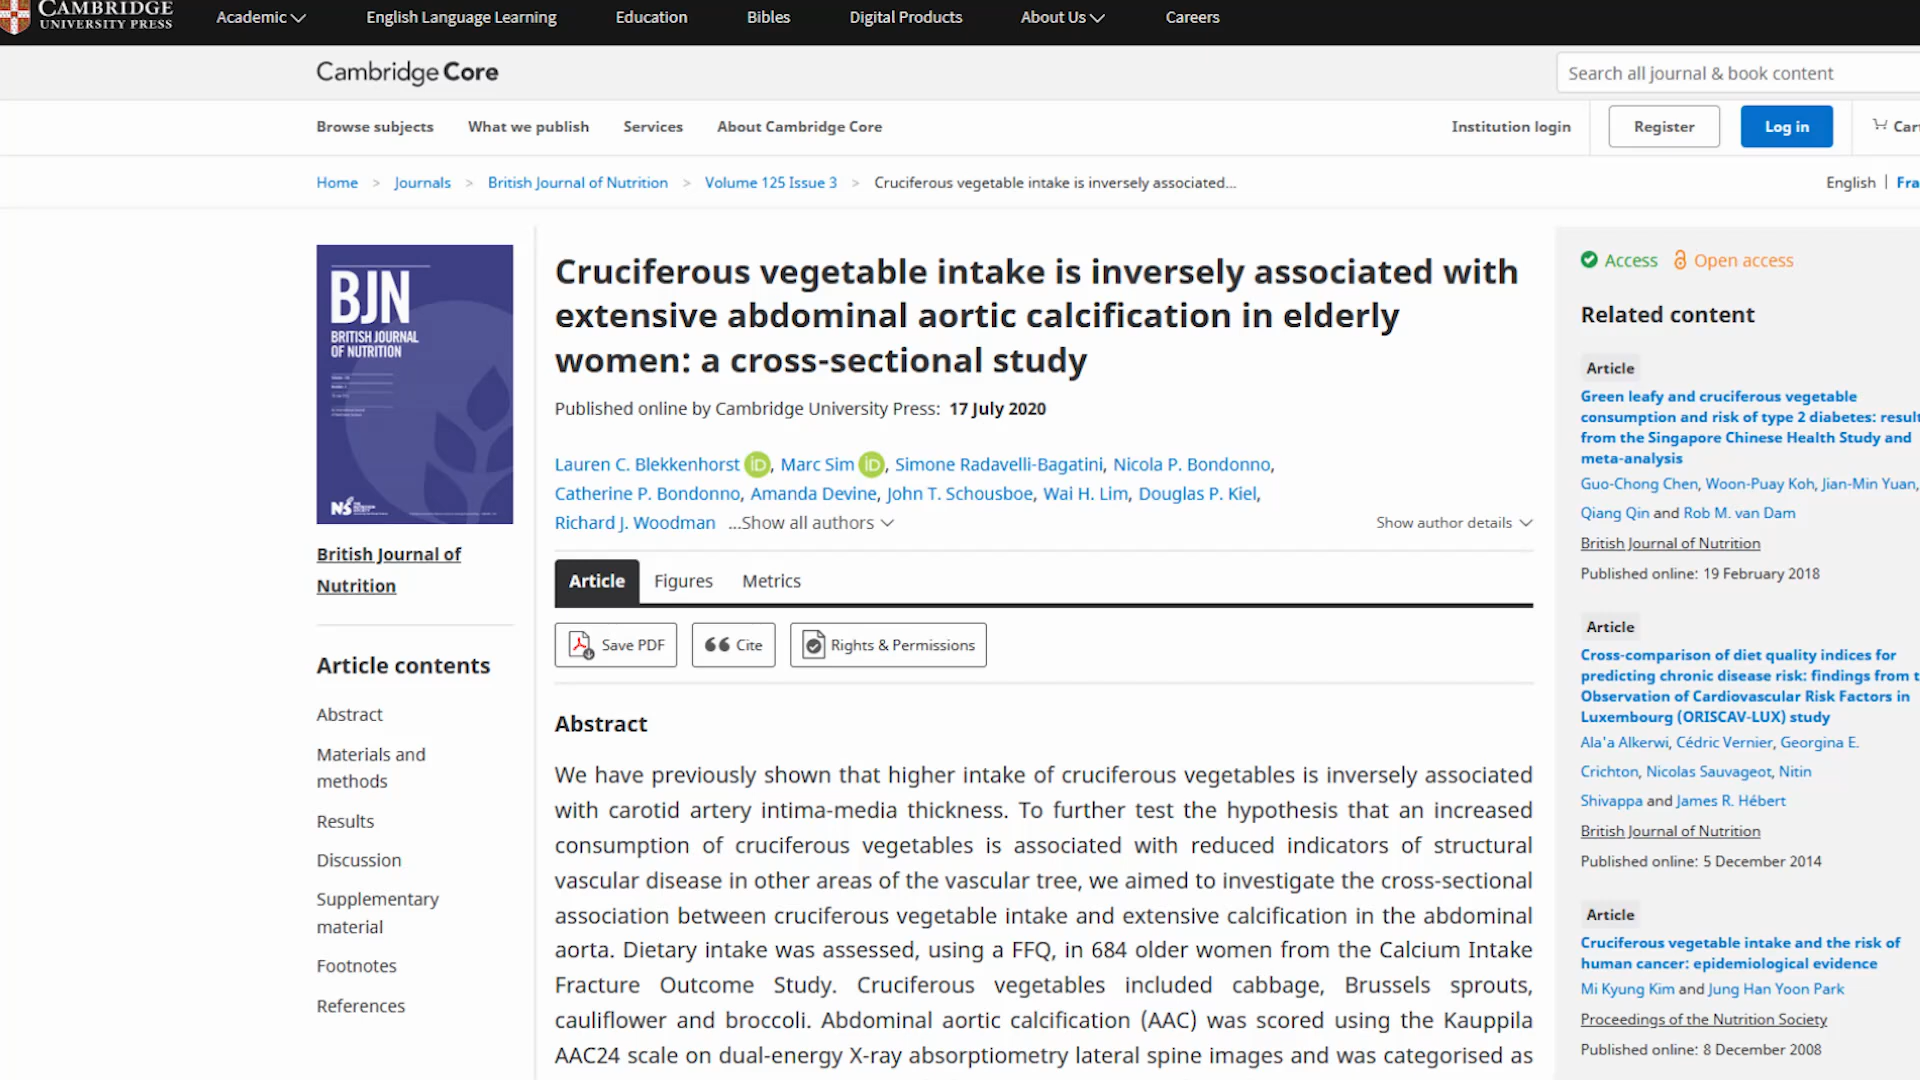 CAMBRIDGE
UNIVERSITY PRESS
Academic
English Language Learning
Education
Bibles
Digital Products
About Us
Careers
Cambridge Core
Search all journal & book content
Browse subjects
What we publish
Services
About Cambridge Core
Institution login
Register
Log in
Home > Journals > British Journal of Nutrition > Volume 125 Issue 3 > Cruciferous vegetable intake is inversely associated...
English |
BJN
BRITISH JOURNAL
OF NUTRITION
British Journal of
Nutrition
Article contents
Abstract
Materials and
methods
Results
Discussion
Supplementary
material
Footnotes
References
Cruciferous vegetable intake is inversely associated with
extensive abdominal aortic calcification in elderly
women: a cross-sectional study
Published online by Cambridge University Press: 17 July 2020
Lauren C. Blekkenhorst iD, Marc Sim iD, Simone Radavelli-Bagatini, Nicola P. Bondonno,
Catherine P. Bondonno, Amanda Devine, John T. Schousboe, Wai H. Lim, Douglas P. Kiel,
Richard J. Woodman ...Show all authors
Show author details
Article
Figures
Metrics
Save PDF
Cite
Rights & Permissions
Abstract
We have previously shown that higher intake of cruciferous vegetables is inversely associated
with carotid artery intima-media thickness. To further test the hypothesis that an increased
consumption of cruciferous vegetables is associated with reduced indicators of structural
vascular disease in other areas of the vascular tree, we aimed to investigate the cross-sectional
association between cruciferous vegetable intake and extensive calcification in the abdominal
aorta. Dietary intake was assessed, using a FFQ, in 684 older women from the Calcium Intake
Fracture Outcome Study. Cruciferous vegetables included cabbage, Brussels sprouts,
cauliflower and broccoli. Abdominal aortic calcification (AAC) was scored using the Kauppila
AAC24 scale on dual-energy X-ray absorptiometry lateral spine images and was categorised as
Access
Open access
Related content
Article
Green leafy and cruciferous vegetable
consumption and risk of type 2 diabetes: result
from the Singapore Chinese Health Study and
meta-analysis
Guo-Chong Chen, Woon-Puay Koh, Jian-Min Yuan,
Qiang Qin and Rob M. van Dam
British Journal of Nutrition
Published online: 19 February 2018
Article
Cross-comparison of diet quality indices for
predicting chronic disease risk: findings from t
Observation of Cardiovascular Risk Factors in
Luxembourg (ORISCAV-LUX) study
Ala'a Alkerwi, Cédric Vernier, Georgina E.
Crichton, Nicolas Sauvageot, Nitin
Shivappa and James R. Hébert
British Journal of Nutrition
Published online: 5 December 2014
Article
Cruciferous vegetable intake and the risk of
human cancer: epidemiological evidence
Mi Kyung Kim and Jung Han Yoon Park
Proceedings of the Nutrition Society
Published online: 8 December 2008